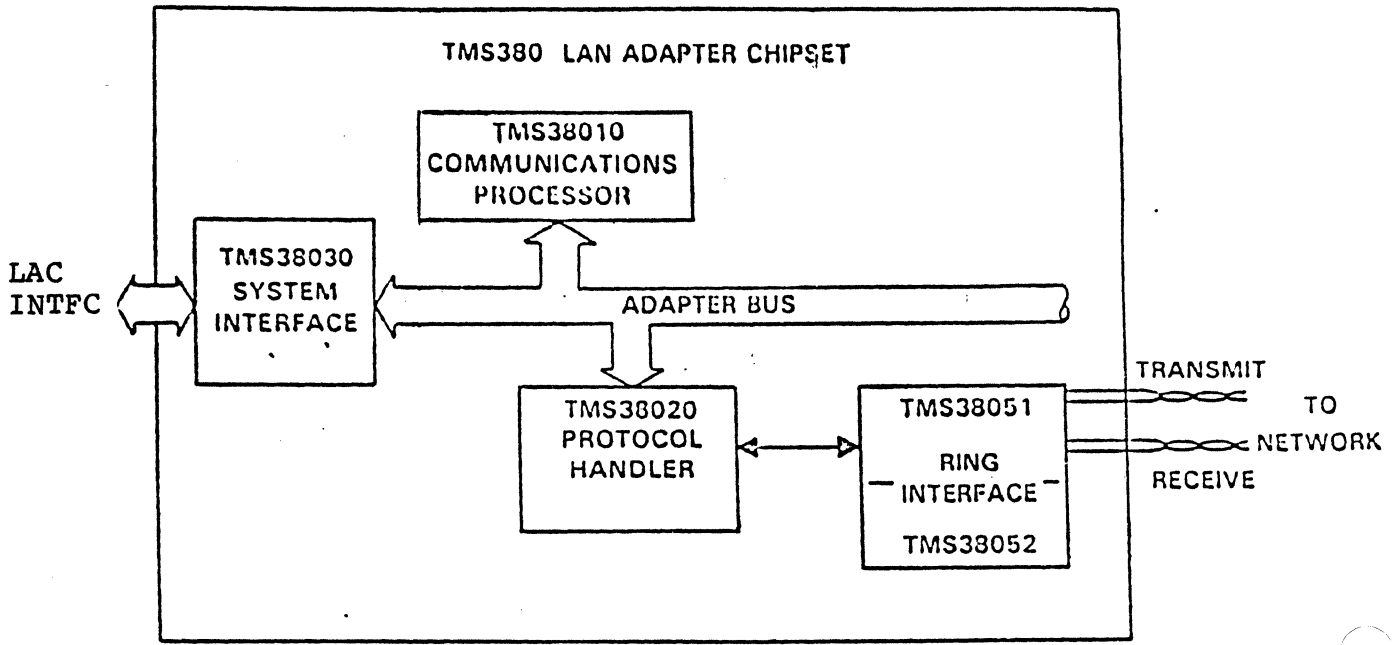 TMS380 LAN ADAPTER CHIPSET
TMS38010
COMMUNICATIONS
PROCESSOR
TMS38030
SYSTEM
INTERFACE
LAC
INTFC
ADAPTER BUS
TMS38020
PROTOCOL
HANDLER
TMS38051
RING
INTERFACE
TMS38052
TRANSMIT
TO
NETWORK
RECEIVE